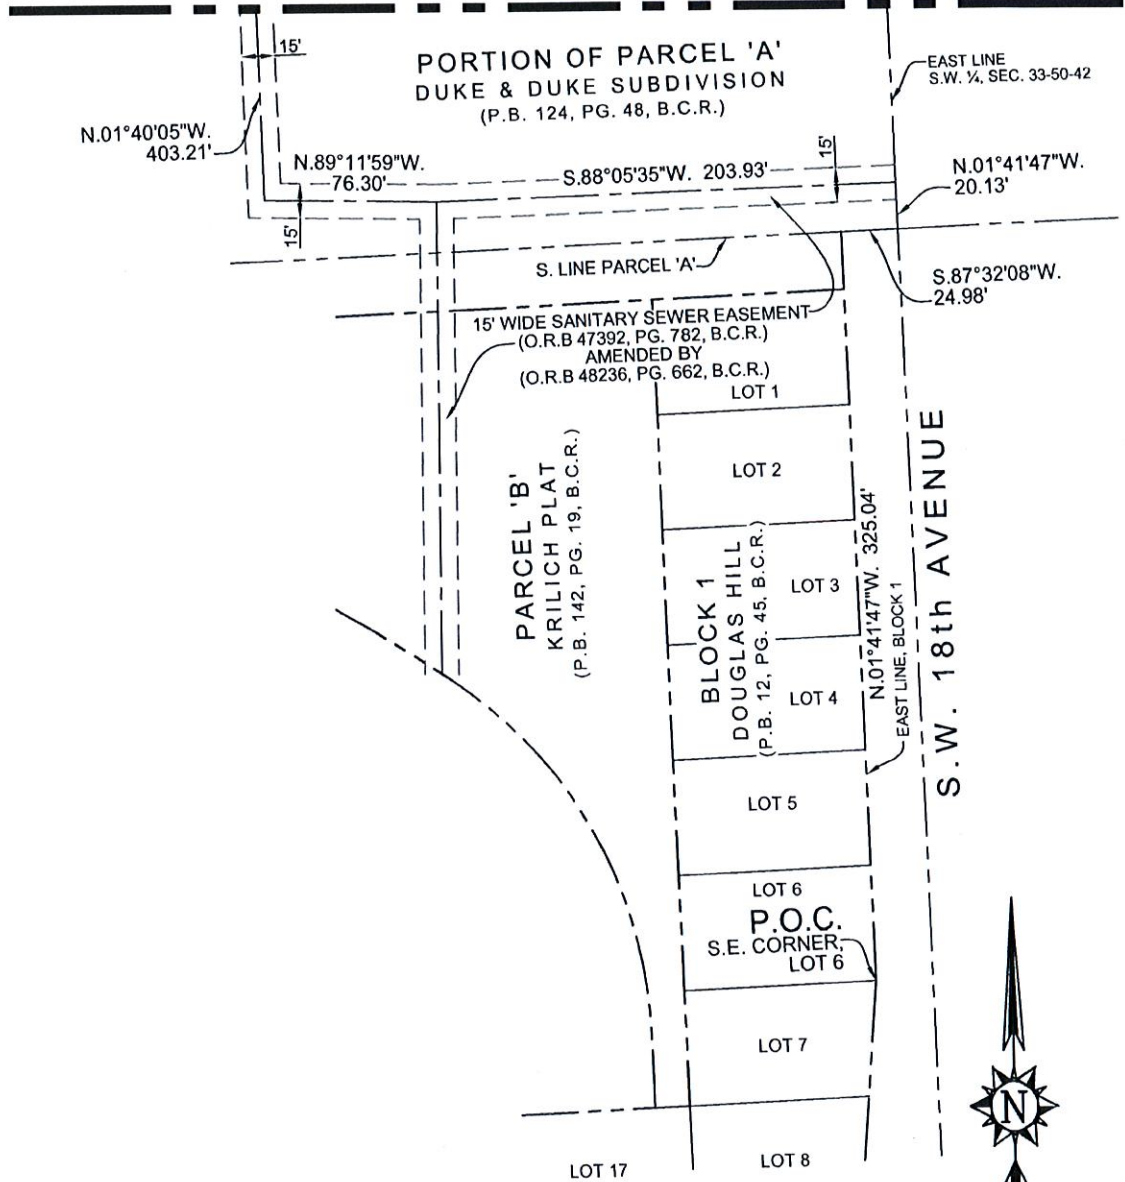 15'
PORTION OF PARCEL 'A'
DUKE & DUKE SUBDIVISION
(P.B. 124, PG. 48, B.C.R.)
EAST LINE
S.W. ¼, SEC. 33-50-42
N.01°40'05"W.
403.21'
N.89°11'59"W.
76.30'
S.88°05'35"W. 203.93'
15'
N.01°41'47"W.
20.13'
15'
S. LINE PARCEL 'A'
S.87°32'08"W.
24.98'
15' WIDE SANITARY SEWER EASEMENT
(O.R.B 47392, PG. 782, B.C.R.)
AMENDED BY
(O.R.B 48236, PG. 662, B.C.R.)
LOT 1
LOT 2
LOT 3
LOT 4
LOT 5
PARCEL 'B'
KRILICH PLAT
(P.B. 142, PG. 19, B.C.R.)
BLOCK 1
DOUGLAS HILL
(P.B. 12, PG. 45, B.C.R.)
N.01°41'47"W. 325.04'
EAST LINE, BLOCK 1
S.W. 18th AVENUE
LOT 6
P.O.C.
S.E. CORNER,
LOT 6
LOT 7
N
LOT 17
LOT 8